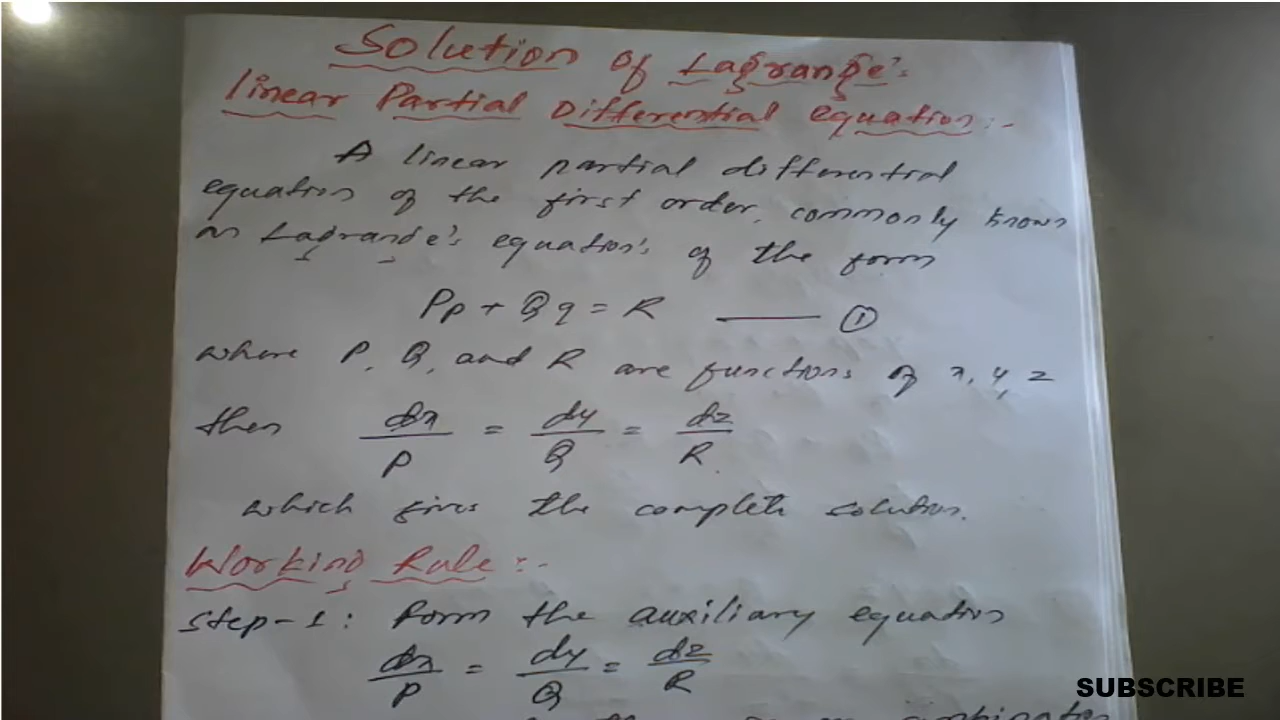 Solution of Lagrange's
linear Partial Differential equation:-
A linear partial differential
equation of the first order, commonly known
as Lagrange's equation's of the form
Pp + Qq = R ——— ①
where P, Q, and R are functions of x, y, z
then dx/P = dy/Q = dz/R
which gives the complete solution.
Working Rule:-
Step-1: Form the auxiliary equation
dx/P = dy/Q = dz/R
SUBSCRIBE